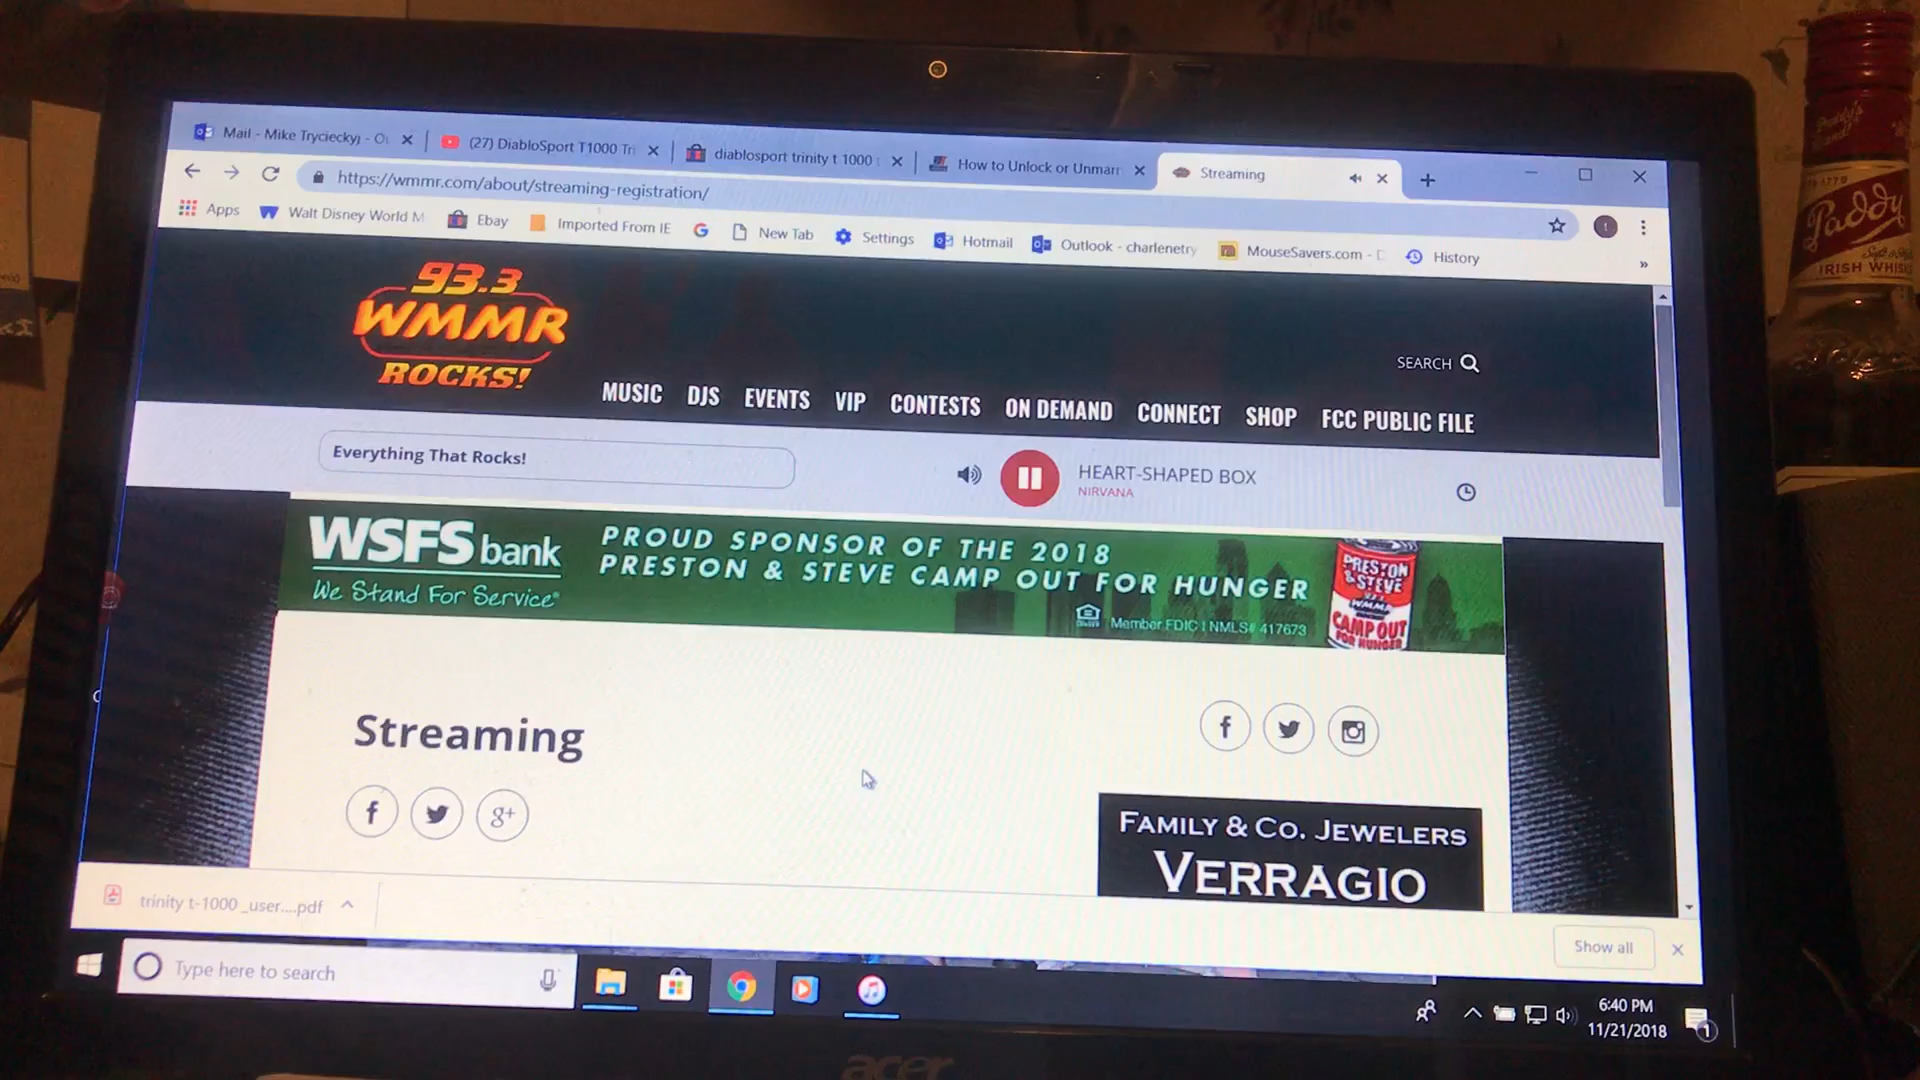 Mail - Mike Trycieckyj - O
(27) DiabloSport T1000 Tri
diablosport trinity t 1000
How to Unlock or Unmarr
Streaming
https://wmmr.com/about/streaming-registration/
Apps
Walt Disney World M
Ebay
Imported From IE
New Tab
Settings
Hotmail
Outlook - charlenetry
MouseSavers.com -
History
»
93.3
WMMR
ROCKS!
SEARCH
MUSIC DJS EVENTS VIP CONTESTS ON DEMAND CONNECT SHOP FCC PUBLIC FILE
Everything That Rocks!
HEART-SHAPED BOX
NIRVANA
WSFS bank
We Stand For Service®
PROUD SPONSOR OF THE 2018
PRESTON & STEVE CAMP OUT FOR HUNGER
Member FDIC | NMLS# 417673
PRESTON
& STEVE
WMMR
CAMP OUT
FOR HUNGER
Streaming
g+
FAMILY & CO. JEWELERS
VERRAGIO
trinity t-1000 _user....pdf
Show all
Type here to search
6:40 PM
11/21/2018
1
acer
Paddy
IRISH WHIS